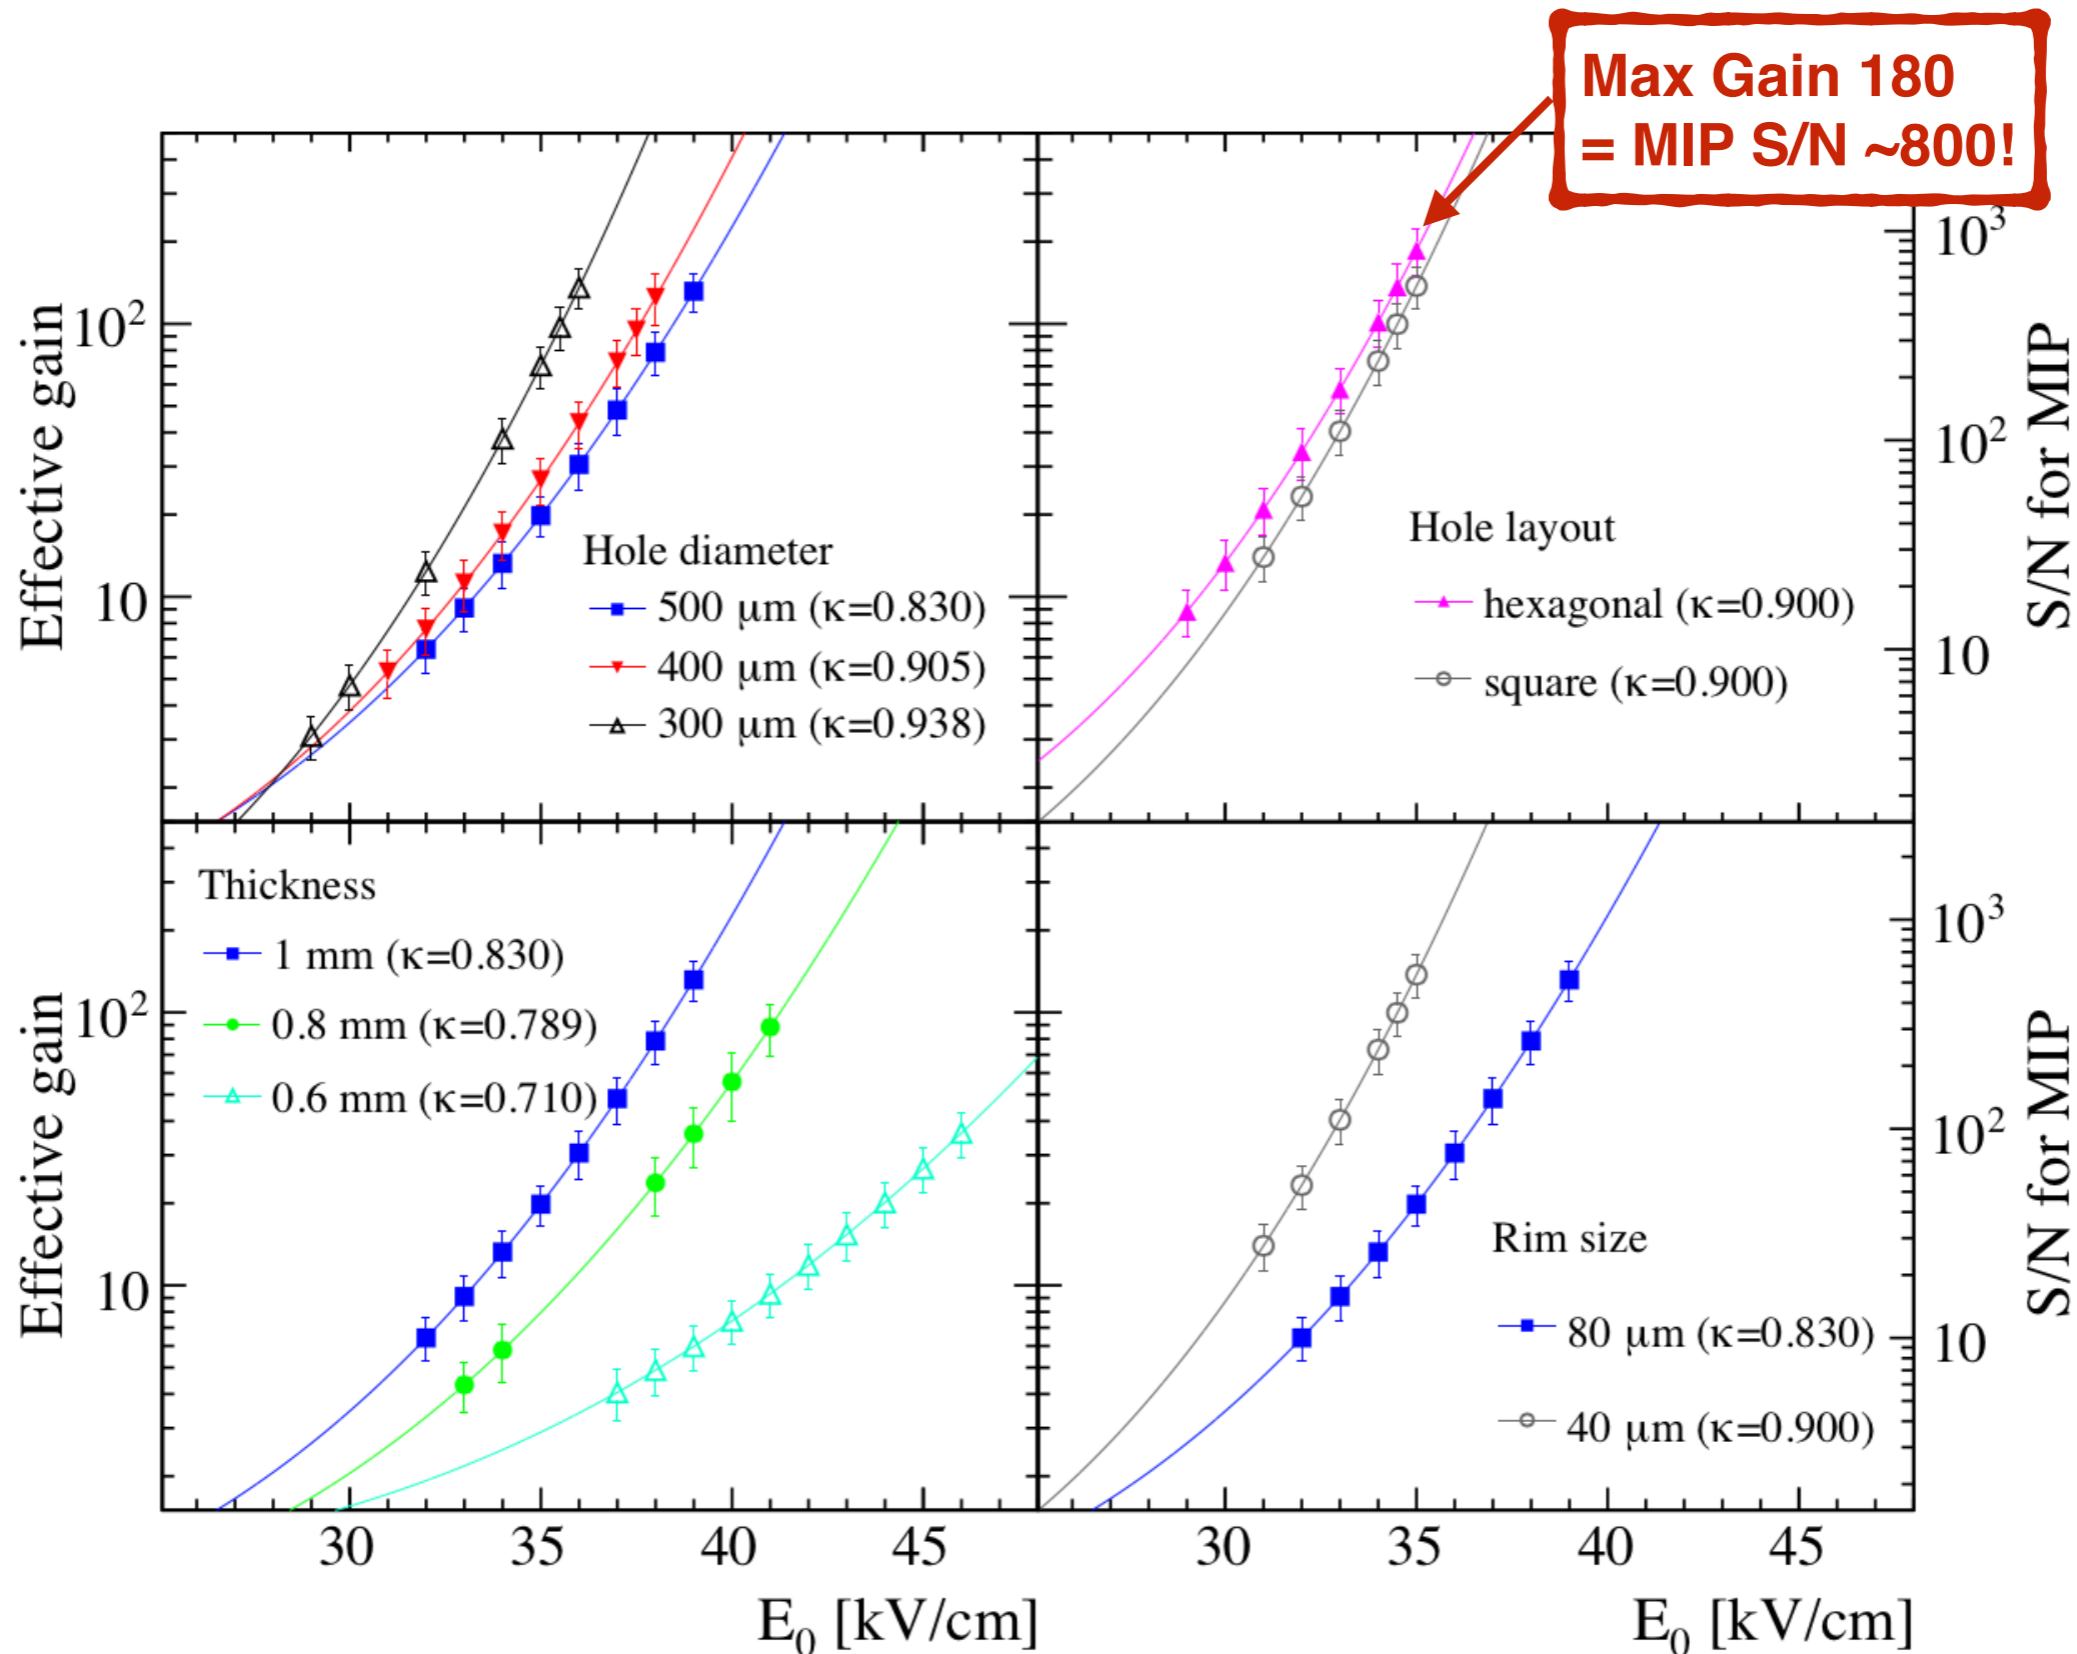 Max Gain 180
= MIP S/N ~800!
Effective gain
10²
10
Hole diameter
500 μm (κ=0.830)
400 μm (κ=0.905)
300 μm (κ=0.938)
Hole layout
hexagonal (κ=0.900)
square (κ=0.900)
10³
10²
10
S/N for MIP
Effective gain
10²
10
Thickness
1 mm (κ=0.830)
0.8 mm (κ=0.789)
0.6 mm (κ=0.710)
Rim size
80 μm (κ=0.830)
40 μm (κ=0.900)
10³
10²
10
S/N for MIP
30 35 40 45
30 35 40 45
E₀ [kV/cm]
E₀ [kV/cm]